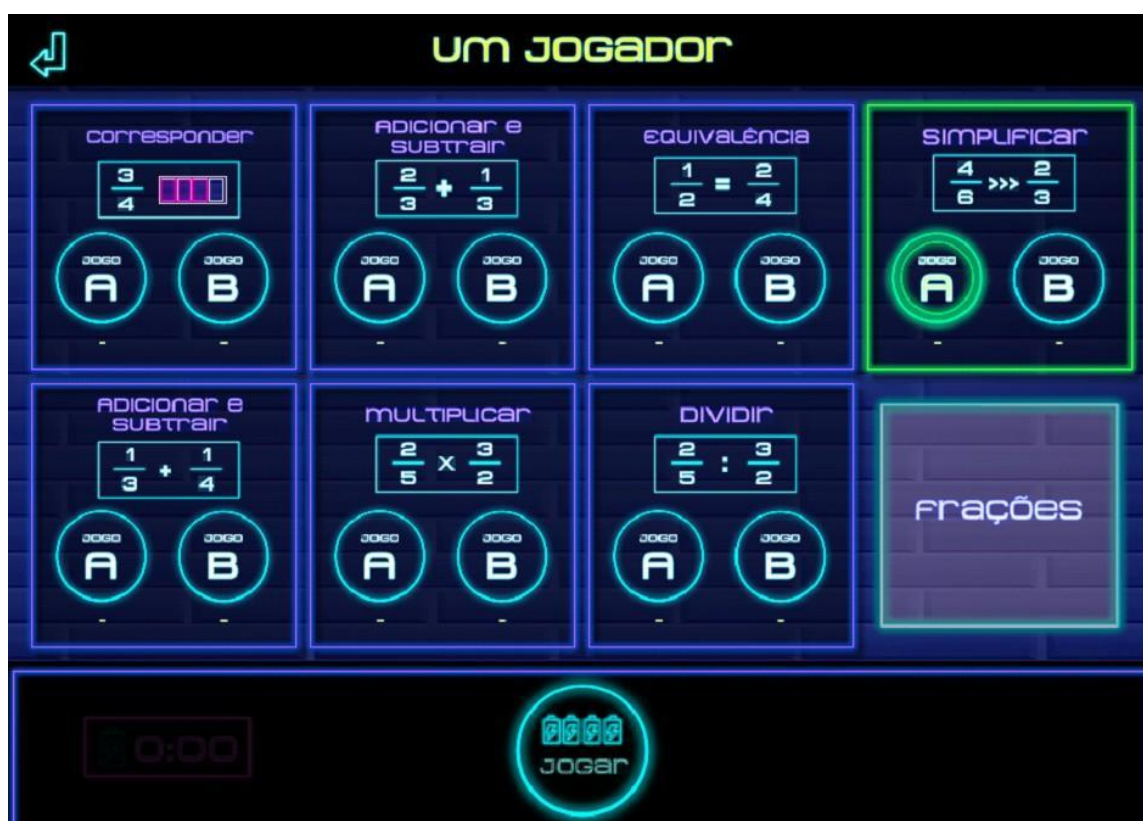 Um Jogador
Corresponder
3/4
JOGO A
JOGO B
- -
Adicionar e
subtrair
2/3 + 1/3
JOGO A
JOGO B
- -
Equivalência
1/2 = 2/4
JOGO A
JOGO B
- -
Simplificar
4/6 >>> 2/3
JOGO A
JOGO B
- -
Adicionar e
subtrair
1/3 + 1/4
JOGO A
JOGO B
- -
Multiplicar
2/5 x 3/2
JOGO A
JOGO B
- -
Dividir
2/5 : 3/2
JOGO A
JOGO B
- -
Frações
0:00
Jogar